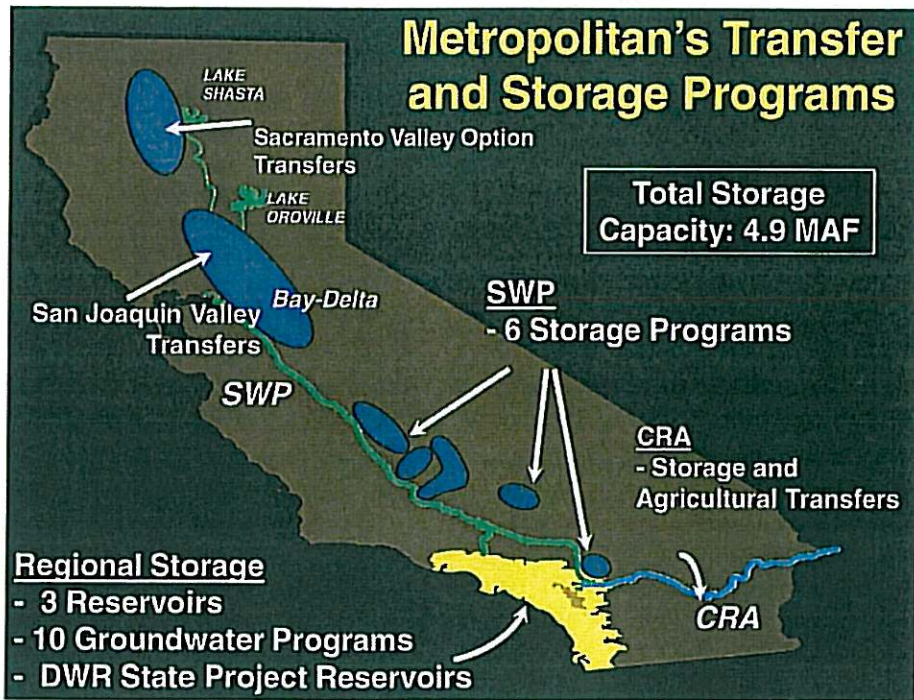 Metropolitan's Transfer
and Storage Programs
LAKE
SHASTA
Sacramento Valley Option
Transfers
LAKE
OROVILLE
Total Storage
Capacity: 4.9 MAF
San Joaquin Valley
Transfers
Bay-Delta
SWP
- 6 Storage Programs
SWP
CRA
- Storage and
Agricultural Transfers
Regional Storage
- 3 Reservoirs
- 10 Groundwater Programs
- DWR State Project Reservoirs
CRA